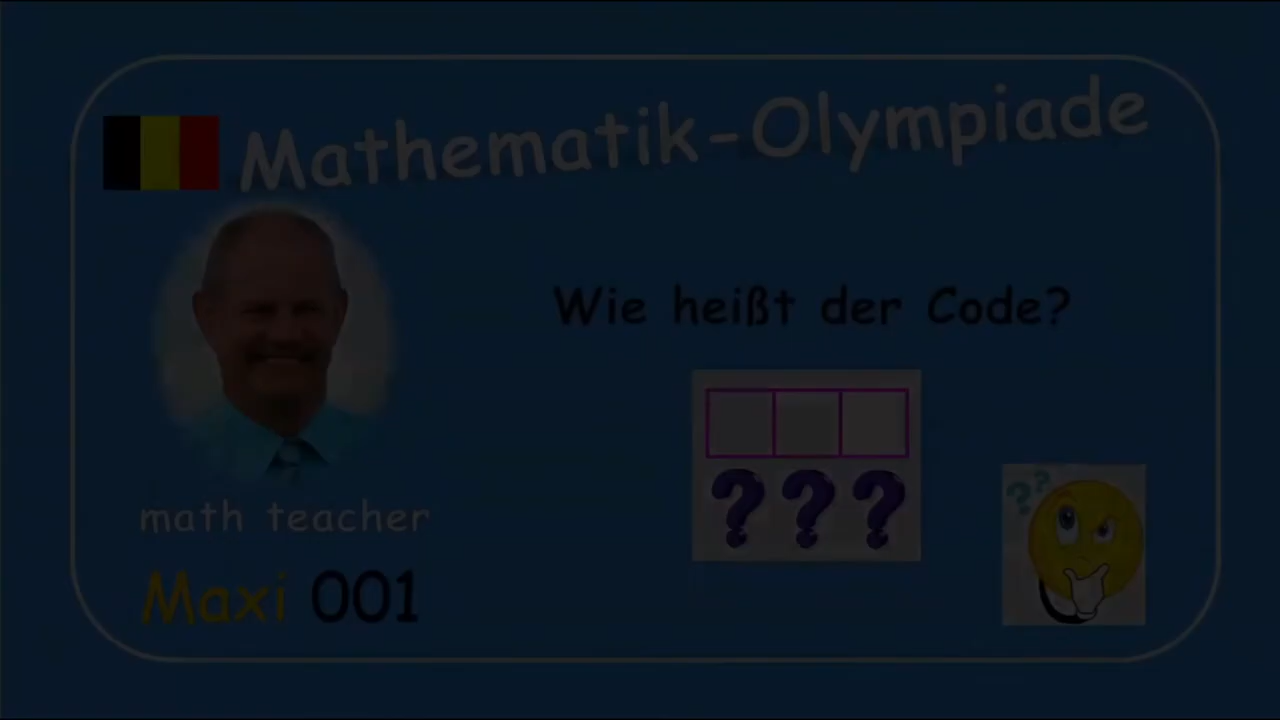 Mathematik-Olympiade
Wie heißt der Code?
? ? ?
math teacher
Maxi 001